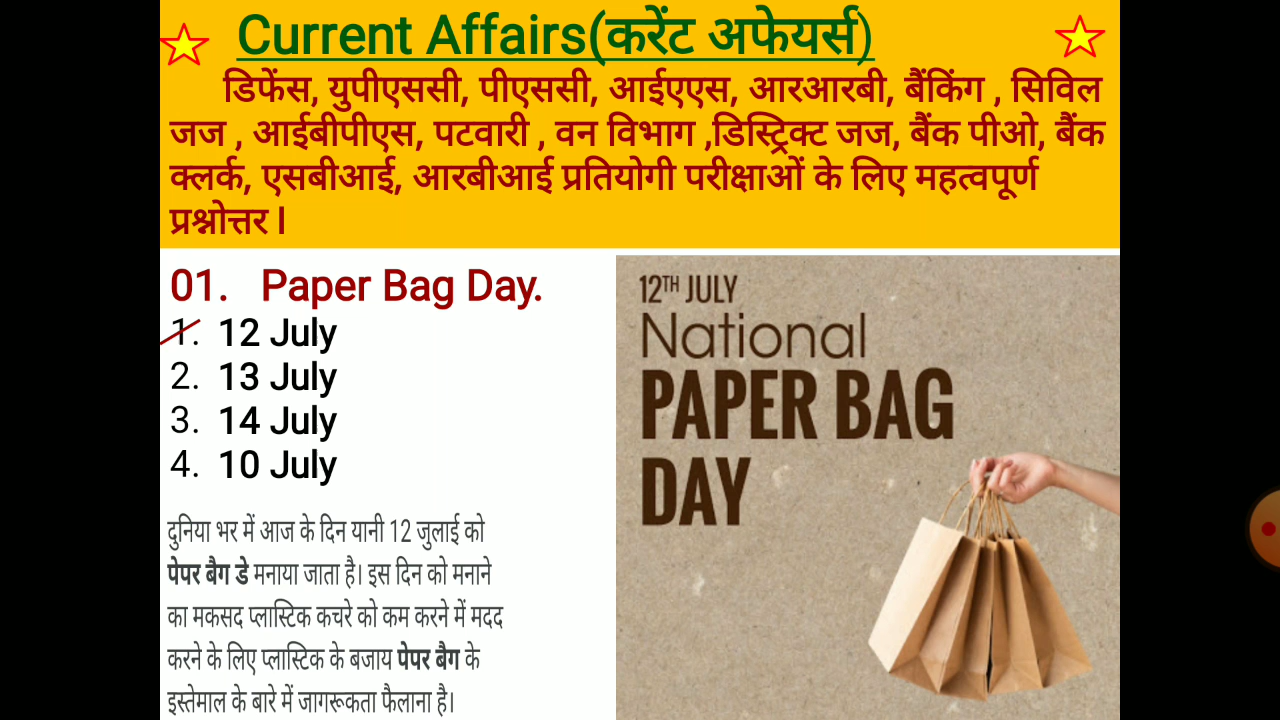 Current Affairs(करेंट अफेयर्स)
डिफेंस, युपीएससी, पीएससी, आईएएस, आरआरबी, बैंकिंग , सिविल
जज , आईबीपीएस, पटवारी , वन विभाग ,डिस्ट्रिक्ट जज, बैंक पीओ, बैंक
क्लर्क, एसबीआई, आरबीआई प्रतियोगी परीक्षाओं के लिए महत्वपूर्ण
प्रश्नोत्तर l
01. Paper Bag Day.
1. 12 July
2. 13 July
3. 14 July
4. 10 July
दुनिया भर में आज के दिन यानी 12 जुलाई को
पेपर बैग डे मनाया जाता है। इस दिन को मनाने
का मकसद प्लास्टिक कचरे को कम करने में मदद
करने के लिए प्लास्टिक के बजाय पेपर बैग के
इस्तेमाल के बारे में जागरूकता फैलाना है।
12TH JULY
National
PAPER BAG
DAY